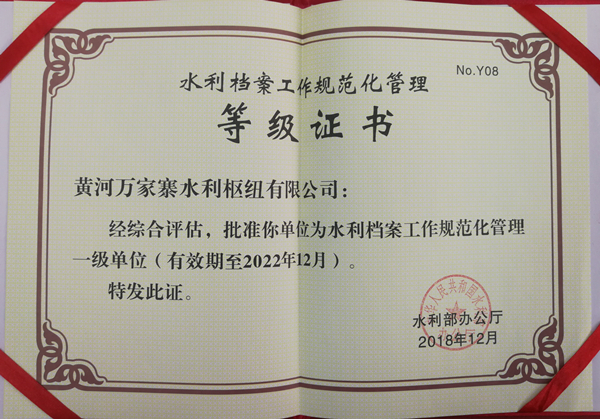 No.Y08
水利档案工作规范化管理
等级证书
黄河万家寨水利枢纽有限公司：
经综合评估，批准你单位为水利档案工作规范化管理
一级单位（有效期至2022年12月）。
特发此证。
水利部办公厅
2018年12月